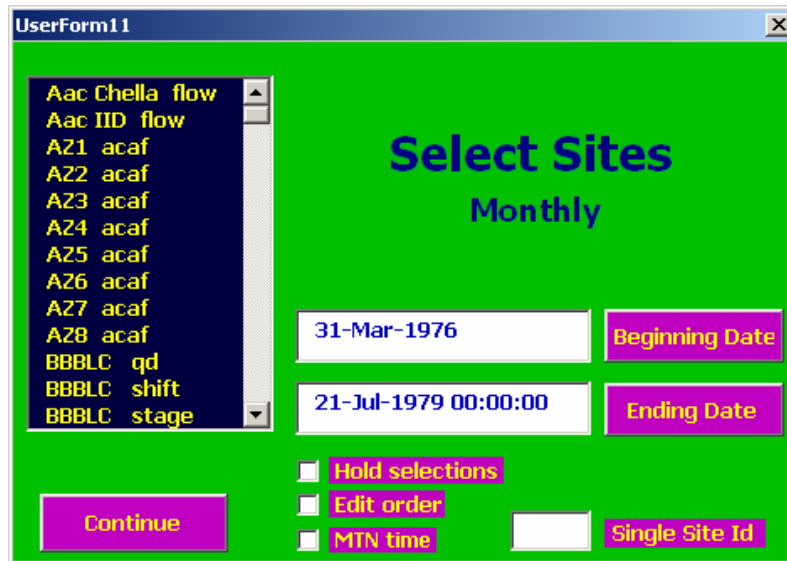 UserForm11
Aac Chella flow
Aac IID flow
AZ1 acaf
AZ2 acaf
AZ3 acaf
AZ4 acaf
AZ5 acaf
AZ6 acaf
AZ7 acaf
AZ8 acaf
BBBLC qd
BBBLC shift
BBBLC stage
Select Sites
Monthly
31-Mar-1976
Beginning Date
21-Jul-1979 00:00:00
Ending Date
Hold selections
Edit order
MTN time
Single Site Id
Continue